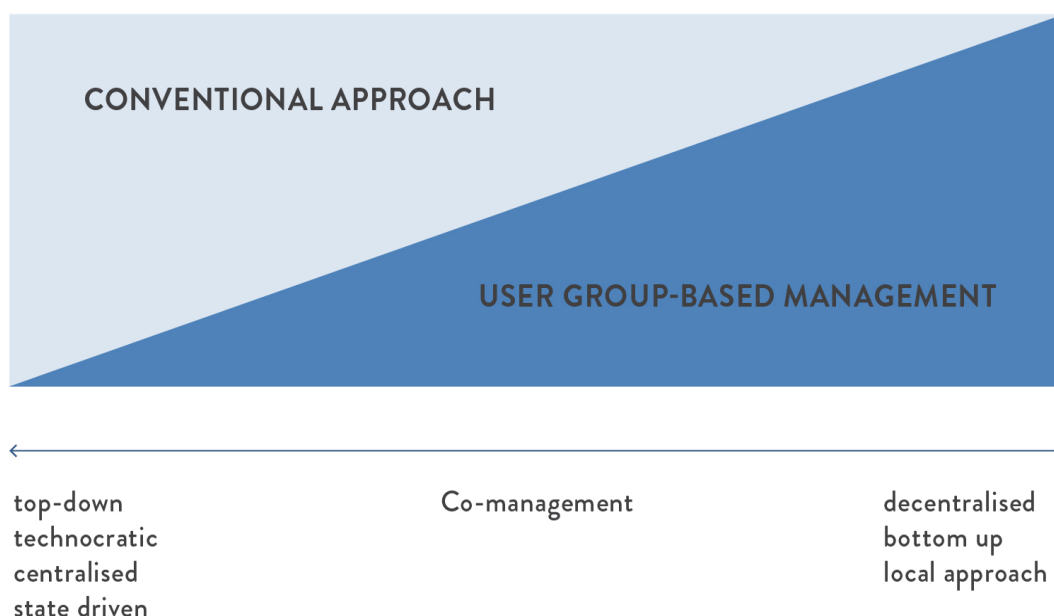 CONVENTIONAL APPROACH
USER GROUP-BASED MANAGEMENT
top-down
technocratic
centralised
state driven
Co-management
decentralised
bottom up
local approach